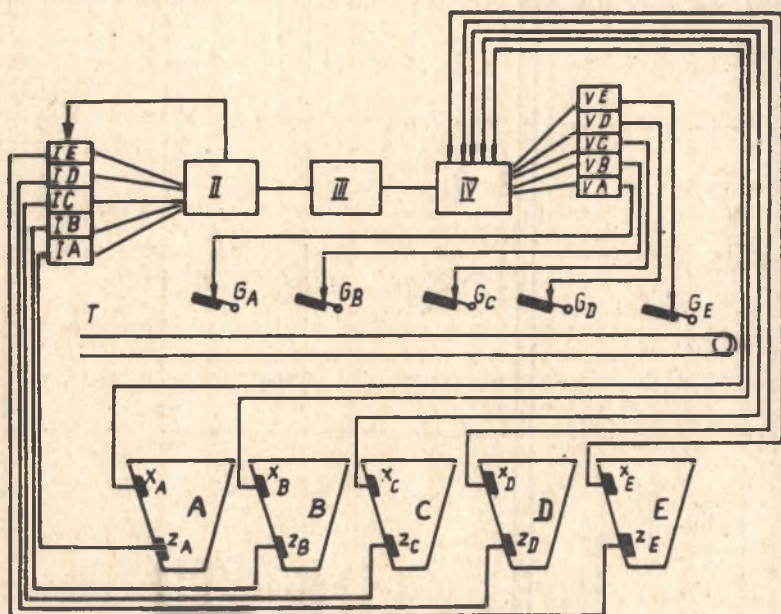 I E
I D
I C
I B
I A
II
III
IV
V E
V D
V C
V B
V A
G_A
G_B
G_C
G_D
G_E
T
x_A
A
z_A
x_B
B
z_B
x_C
C
z_C
x_D
D
z_D
x_E
E
z_E